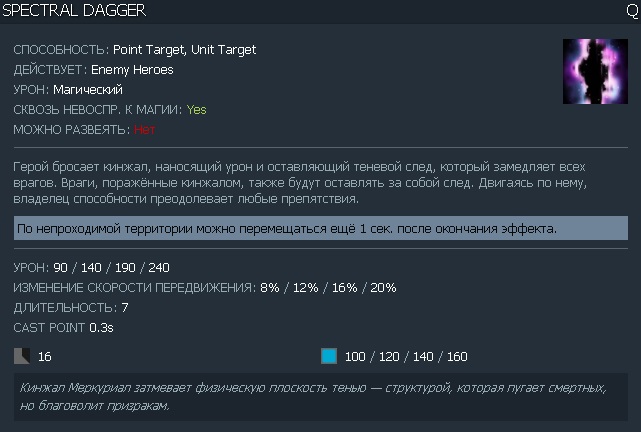 SPECTRAL DAGGER Q
СПОСОБНОСТЬ: Point Target, Unit Target
ДЕЙСТВУЕТ: Enemy Heroes
УРОН: Магический
СКВОЗЬ НЕВОСПР. К МАГИИ: Yes
МОЖНО РАЗВЕЯТЬ: Нет
Герой бросает кинжал, наносящий урон и оставляющий теневой след, который замедляет всех
врагов. Враги, поражённые кинжалом, также будут оставлять за собой след. Двигаясь по нему,
владелец способности преодолевает любые препятствия.
По непроходимой территории можно перемещаться ещё 1 сек. после окончания эффекта.
УРОН: 90 / 140 / 190 / 240
ИЗМЕНЕНИЕ СКОРОСТИ ПЕРЕДВИЖЕНИЯ: 8% / 12% / 16% / 20%
ДЛИТЕЛЬНОСТЬ: 7
CAST POINT 0.3s
16 100 / 120 / 140 / 160
Кинжал Меркуриал затмевает физическую плоскость тенью — структурой, которая пугает смертных,
но благоволит призракам.